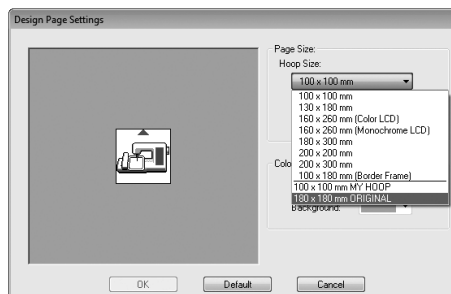 Design Page Settings
Page Size:
Hoop Size:
100 x 100 mm
100 x 100 mm
130 x 180 mm
160 x 260 mm (Color LCD)
160 x 260 mm (Monochrome LCD)
180 x 300 mm
200 x 200 mm
200 x 300 mm
100 x 180 mm (Border Frame)
100 x 100 mm MY HOOP
180 x 180 mm ORIGINAL
Colo
Background:
OK
Default
Cancel